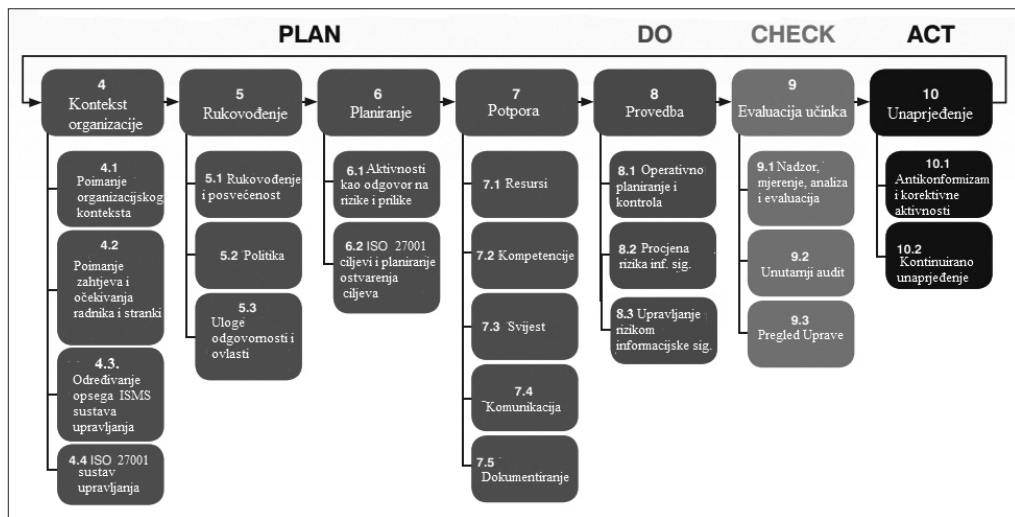 PLAN
DO
CHECK
ACT
4
Kontekst
organizacije
5
Rukovođenje
6
Planiranje
7
Potpora
8
Provedba
9
Evaluacija učinka
10
Unaprjeđenje
4.1
Poimanje
organizacijskog
konteksta
4.2
Poimanje
zahtjeva i
očekivanja
radnika i stranki
4.3.
Određivanje
opsega ISMS
sustava
upravljanja
4.4 ISO 27001
sustav
upravljanja
5.1 Rukovođenje
i posvećenost
5.2 Politika
5.3
Uloge
odgovornosti i
ovlasti
6.1 Aktivnosti
kao odgovor na
rizike i prilike
6.2 ISO 27001
ciljevi i planiranje
ostvarenja
ciljeva
7.1 Resursi
7.2 Kompetencije
7.3 Svijest
7.4
Komunikacija
7.5
Dokumentiranje
8.1 Operativno
planiranje i
kontrola
8.2 Procjena
rizika inf. sig.
8.3 Upravljanje
rizikom
informacijske sig.
9.1 Nadzor,
mjerenje, analiza
i evaluacija
9.2
Unutarnji audit
9.3
Pregled Uprave
10.1
Antikonformizam
i korektivne
aktivnosti
10.2
Kontinuirano
unaprjeđenje